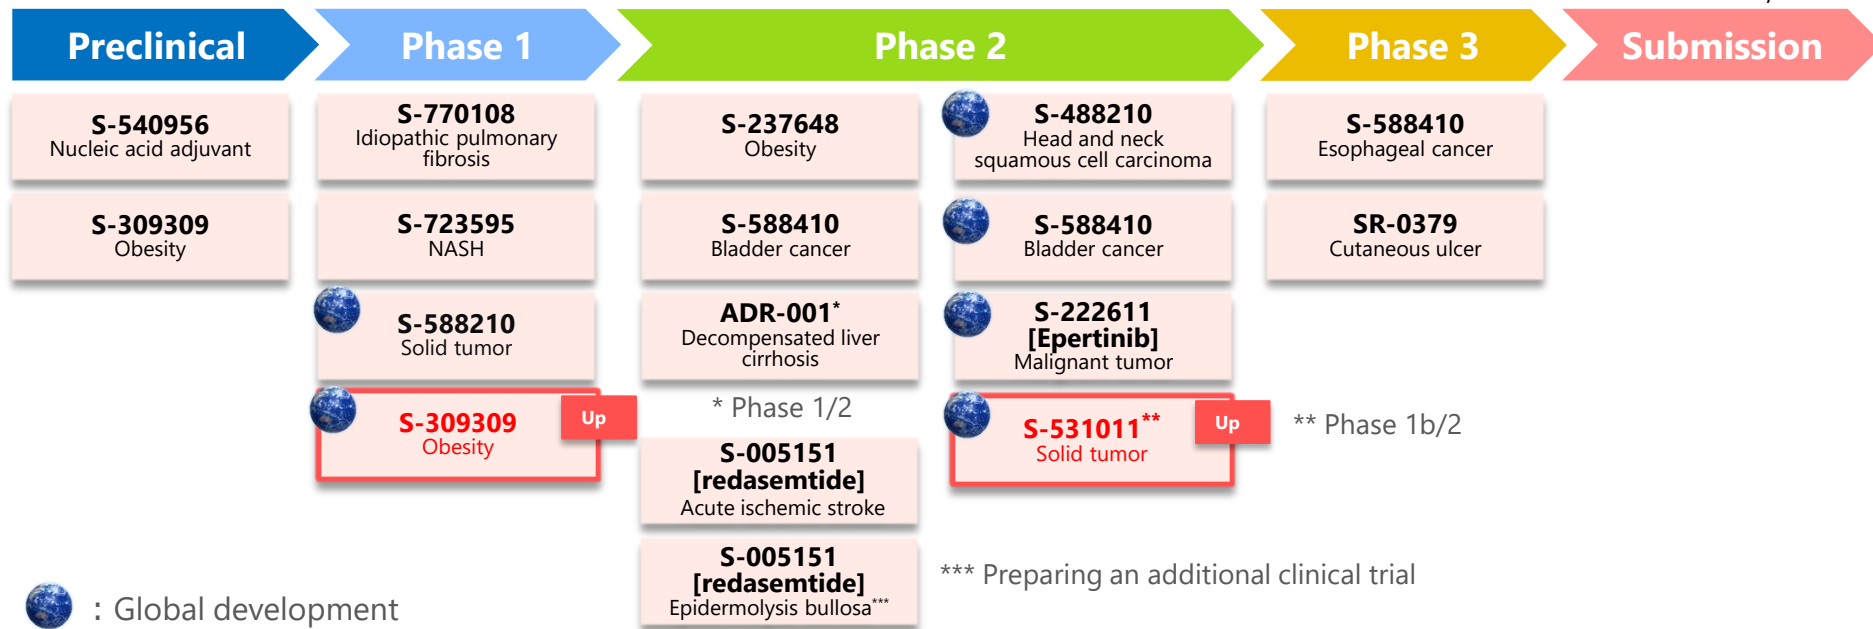 Preclinical
Phase 1
Phase 2
Phase 3
Submission
S-540956
Nucleic acid adjuvant
S-309309
Obesity
S-770108
Idiopathic pulmonary
fibrosis
S-723595
NASH
S-588210
Solid tumor
S-309309
Obesity
Up
S-237648
Obesity
S-588410
Bladder cancer
ADR-001*
Decompensated liver
cirrhosis
* Phase 1/2
S-005151
[redasemtide]
Acute ischemic stroke
S-005151
[redasemtide]
Epidermolysis bullosa***
S-488210
Head and neck
squamous cell carcinoma
S-588410
Bladder cancer
S-222611
[Epertinib]
Malignant tumor
S-531011**
Solid tumor
Up
** Phase 1b/2
*** Preparing an additional clinical trial
S-588410
Esophageal cancer
SR-0379
Cutaneous ulcer
: Global development